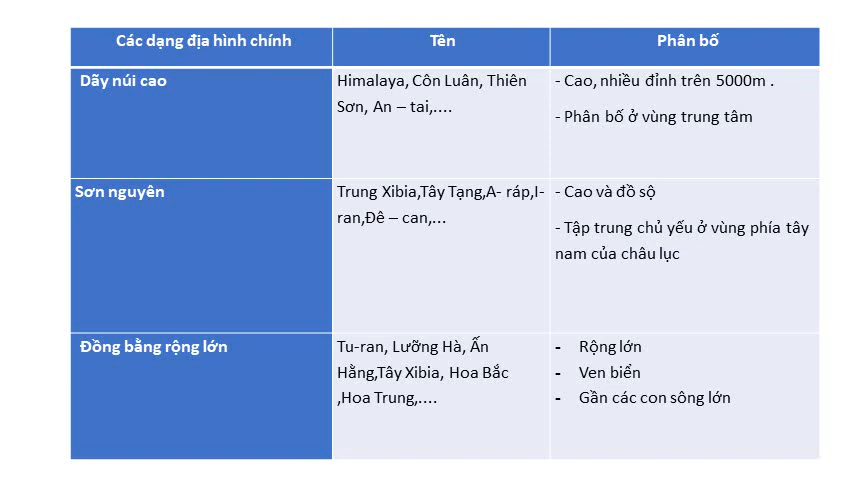 Các dạng địa hình chính
Tên
Phân bố
Dãy núi cao
Himalaya, Côn Luân, Thiên
Sơn, An – tai,....
- Cao, nhiều đỉnh trên 5000m .
- Phân bố ở vùng trung tâm
Sơn nguyên
Trung Xibia,Tây Tạng,A- ráp,I-
ran,Đê – can,...
- Cao và đồ sộ
- Tập trung chủ yếu ở vùng phía tây
nam của châu lục
Đồng bằng rộng lớn
Tu-ran, Lưỡng Hà, Ấn
Hằng,Tây Xibia, Hoa Bắc
,Hoa Trung,....
- Rộng lớn
- Ven biển
- Gần các con sông lớn